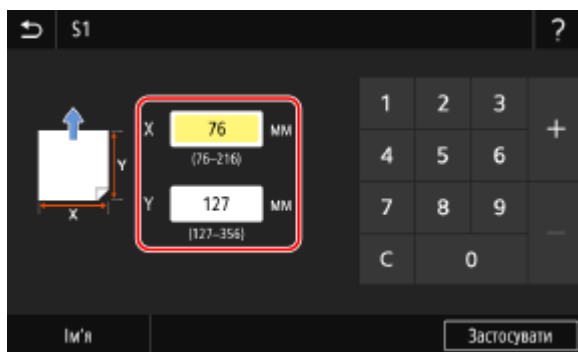 S1 ?
X 76 мм
(76–216)
Y 127 мм
(127–356)
Y
X
1 2 3 +
4 5 6
7 8 9 −
C 0
Ім'я
Застосувати